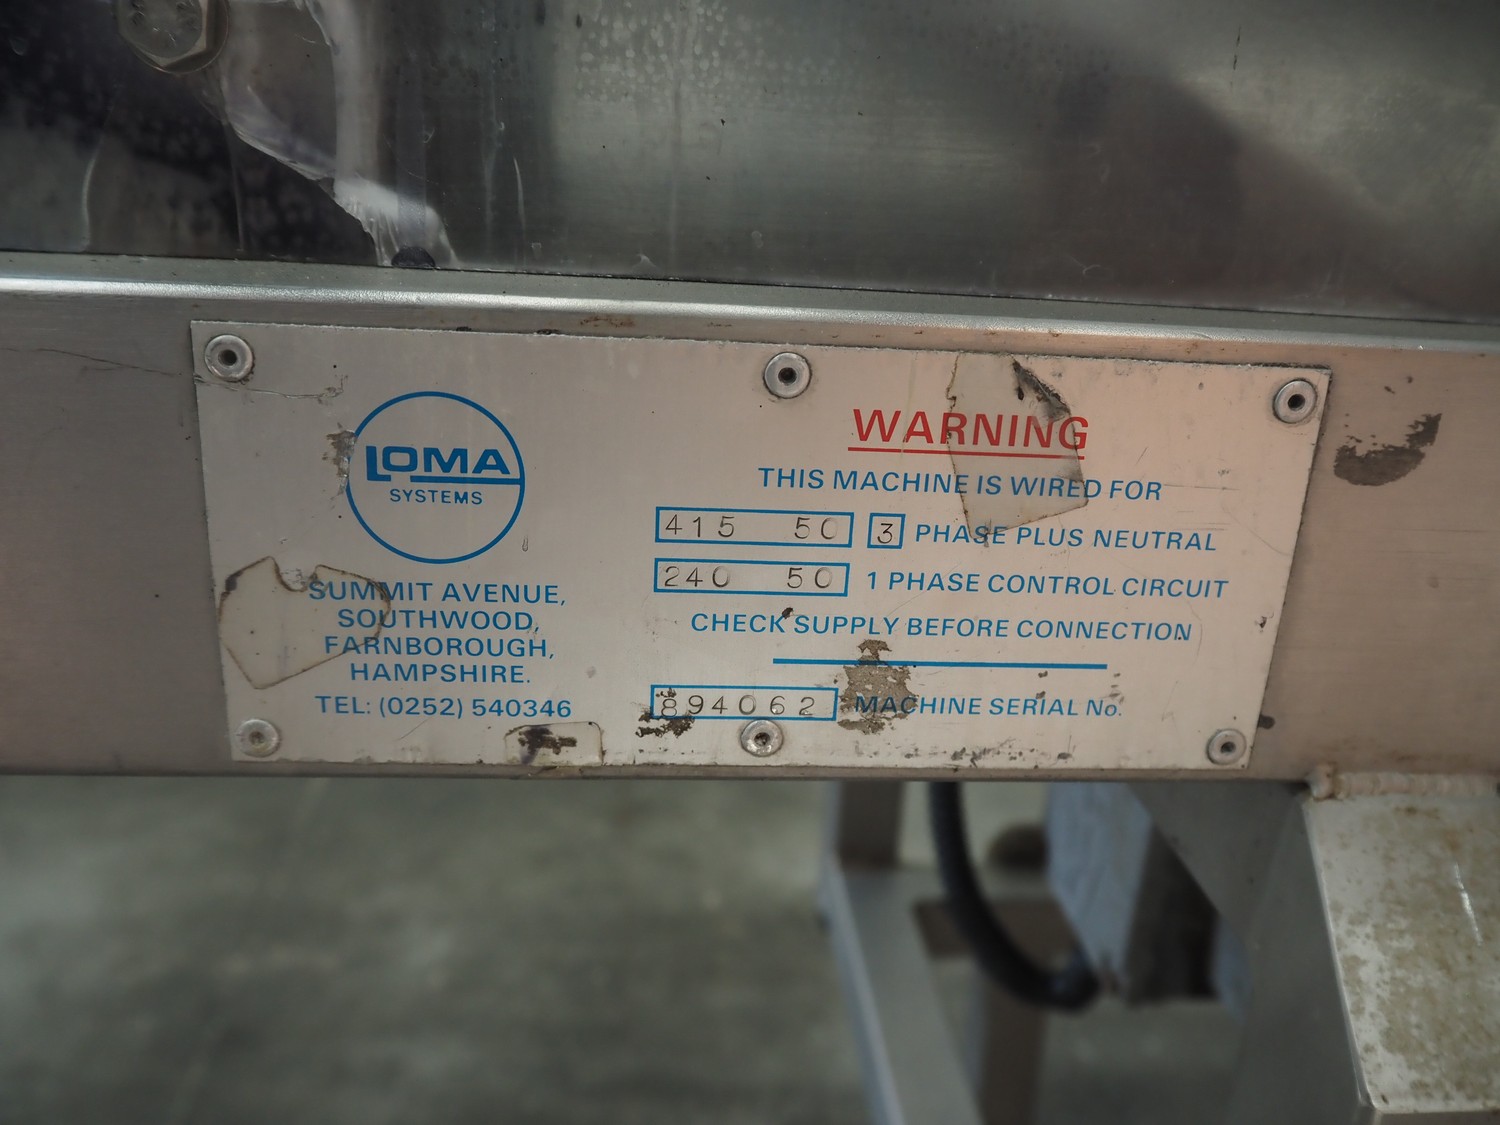 LOMA
SYSTEMS
SUMMIT AVENUE,
SOUTHWOOD,
FARNBOROUGH,
HAMPSHIRE.
TEL: (0252) 540346
WARNING
THIS MACHINE IS WIRED FOR
415 50 3 PHASE PLUS NEUTRAL
240 50 1 PHASE CONTROL CIRCUIT
CHECK SUPPLY BEFORE CONNECTION
894062 MACHINE SERIAL No.